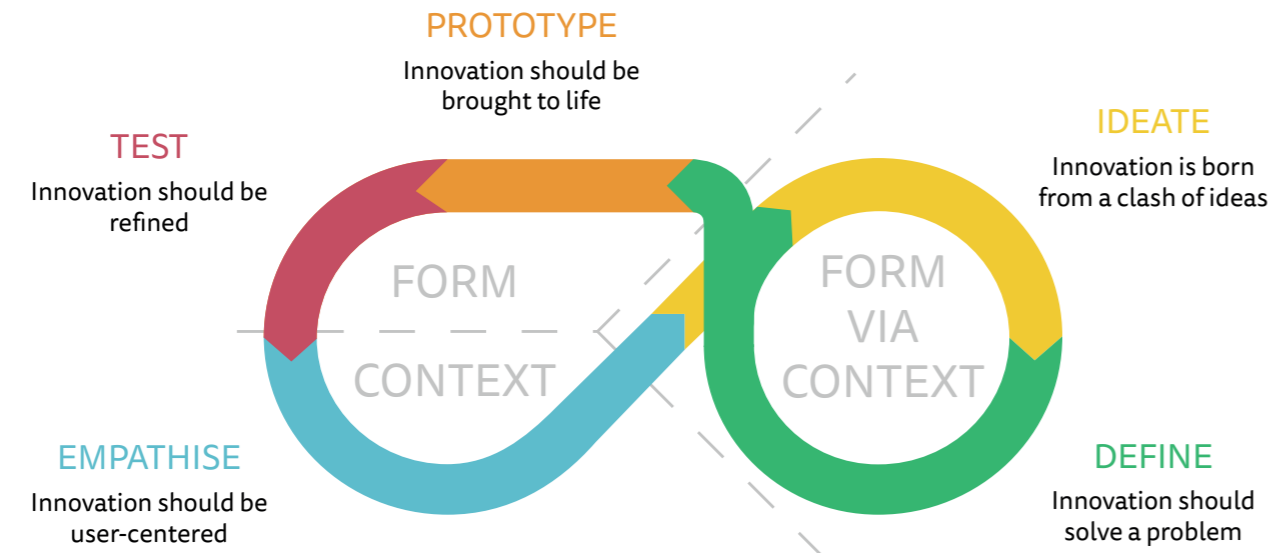 PROTOTYPE
Innovation should be
brought to life
IDEATE
Innovation is born
from a clash of ideas
TEST
Innovation should be
refined
FORM
CONTEXT
FORM
VIA
CONTEXT
EMPATHISE
Innovation should be
user-centered
DEFINE
Innovation should
solve a problem